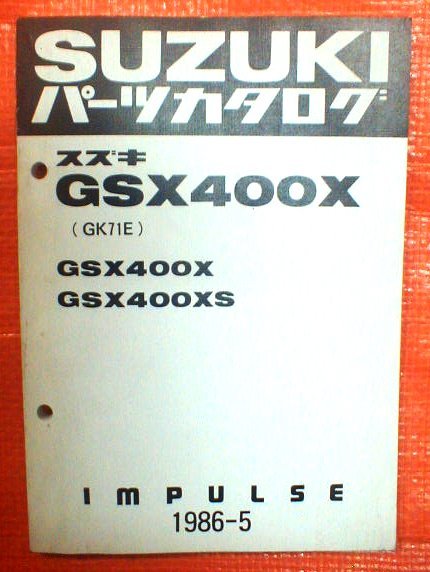 SUZUKI
パーツカタログ
スズキ
GSX400X
(GK71E)
GSX400X
GSX400XS
IMPULSE
1986-5